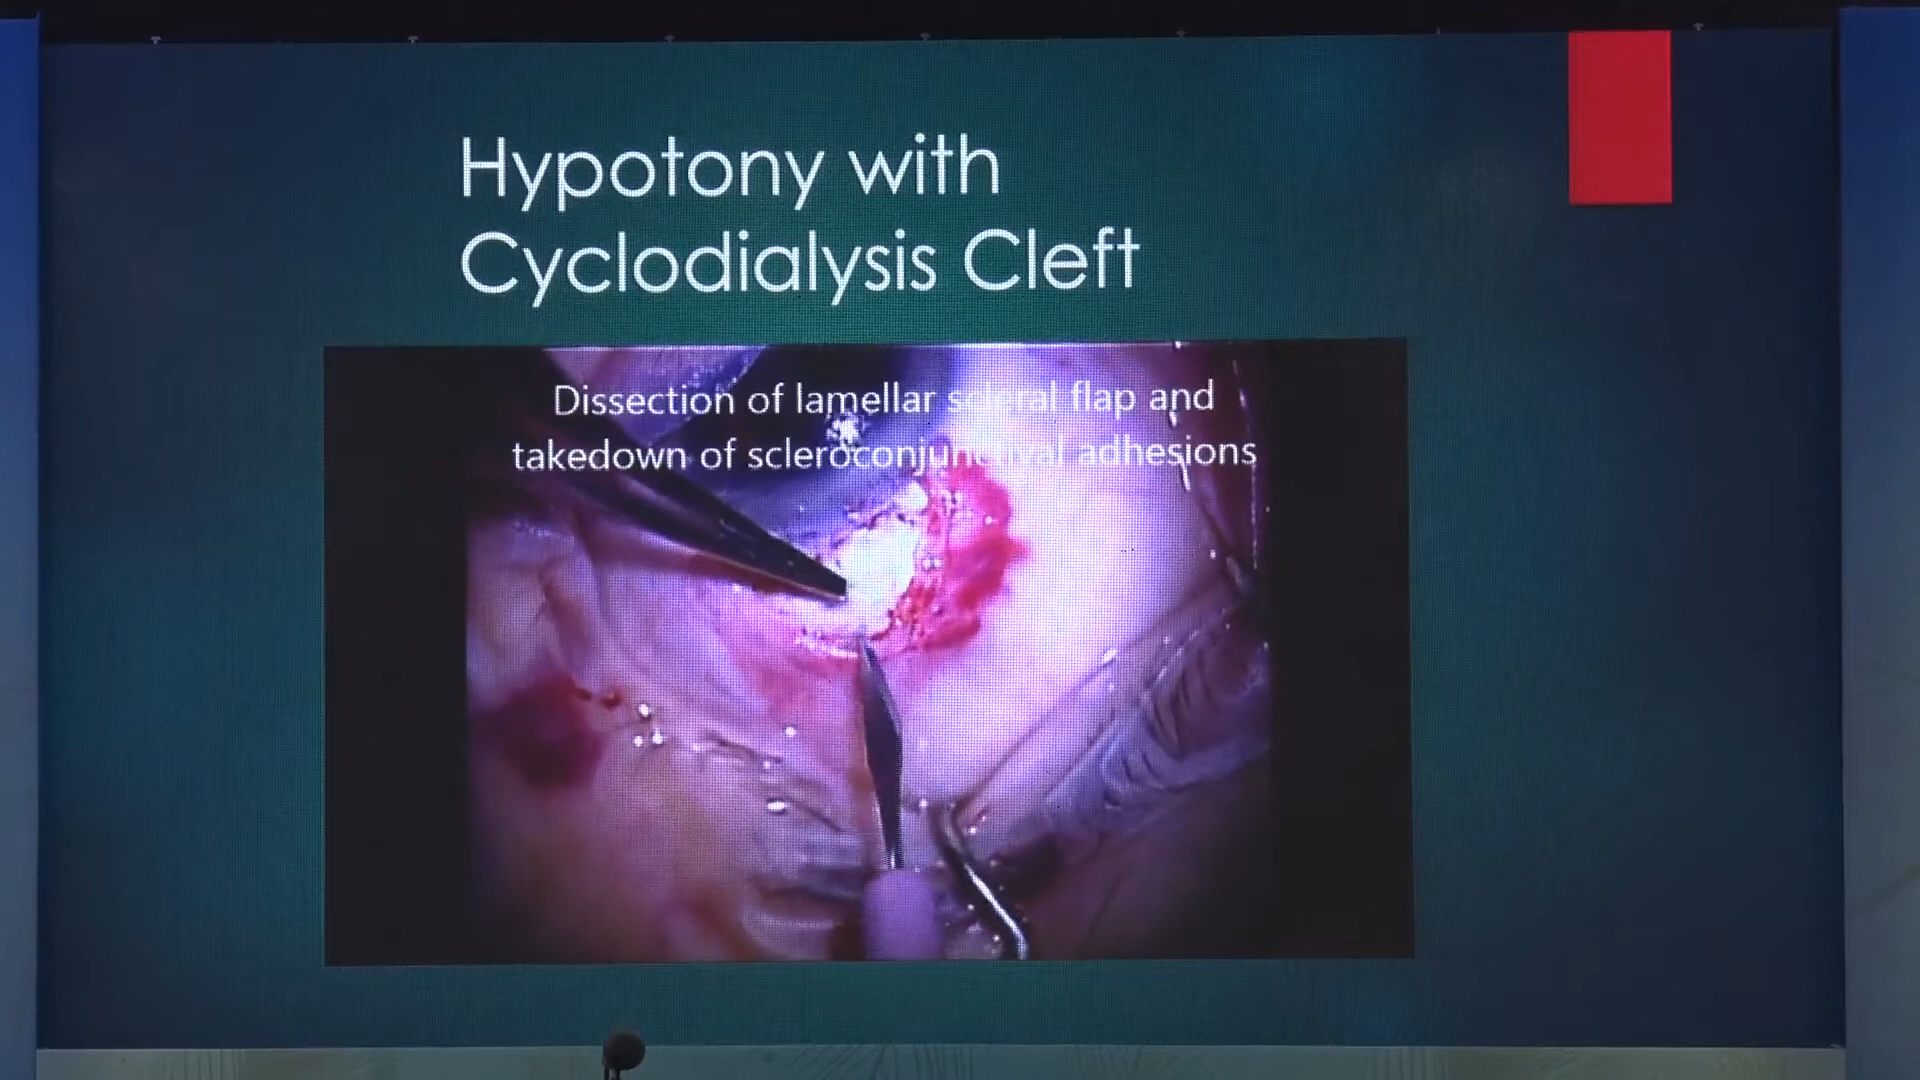 Hypotony with
Cyclodialysis Cleft
Dissection of lamellar scleral flap and
takedown of scleroconjunctival adhesions